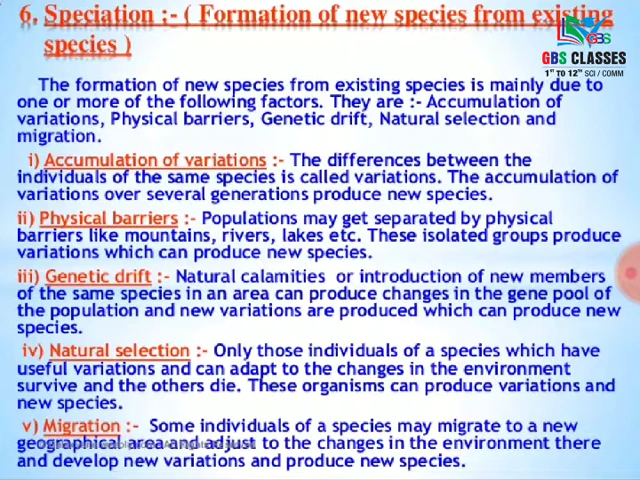 6. Speciation :- ( Formation of new species from existing
species )
GBS
GBS CLASSES
1ST TO 12TH SCI / COMM
The formation of new species from existing species is mainly due to
one or more of the following factors. They are :- Accumulation of
variations, Physical barriers, Genetic drift, Natural selection and
migration.
i) Accumulation of variations :- The differences between the
individuals of the same species is called variations. The accumulation of
variations over several generations produce new species.
ii) Physical barriers :- Populations may get separated by physical
barriers like mountains, rivers, lakes etc. These isolated groups produce
variations which can produce new species.
iii) Genetic drift :- Natural calamities or introduction of new members
of the same species in an area can produce changes in the gene pool of
the population and new variations are produced which can produce new
species.
iv) Natural selection :- Only those individuals of a species which have
useful variations and can adapt to the changes in the environment
survive and the others die. These organisms can produce variations and
new species.
v) Migration :- Some individuals of a species may migrate to a new
geographical area and adjust to the changes in the environment there
and develop new variations and produce new species.